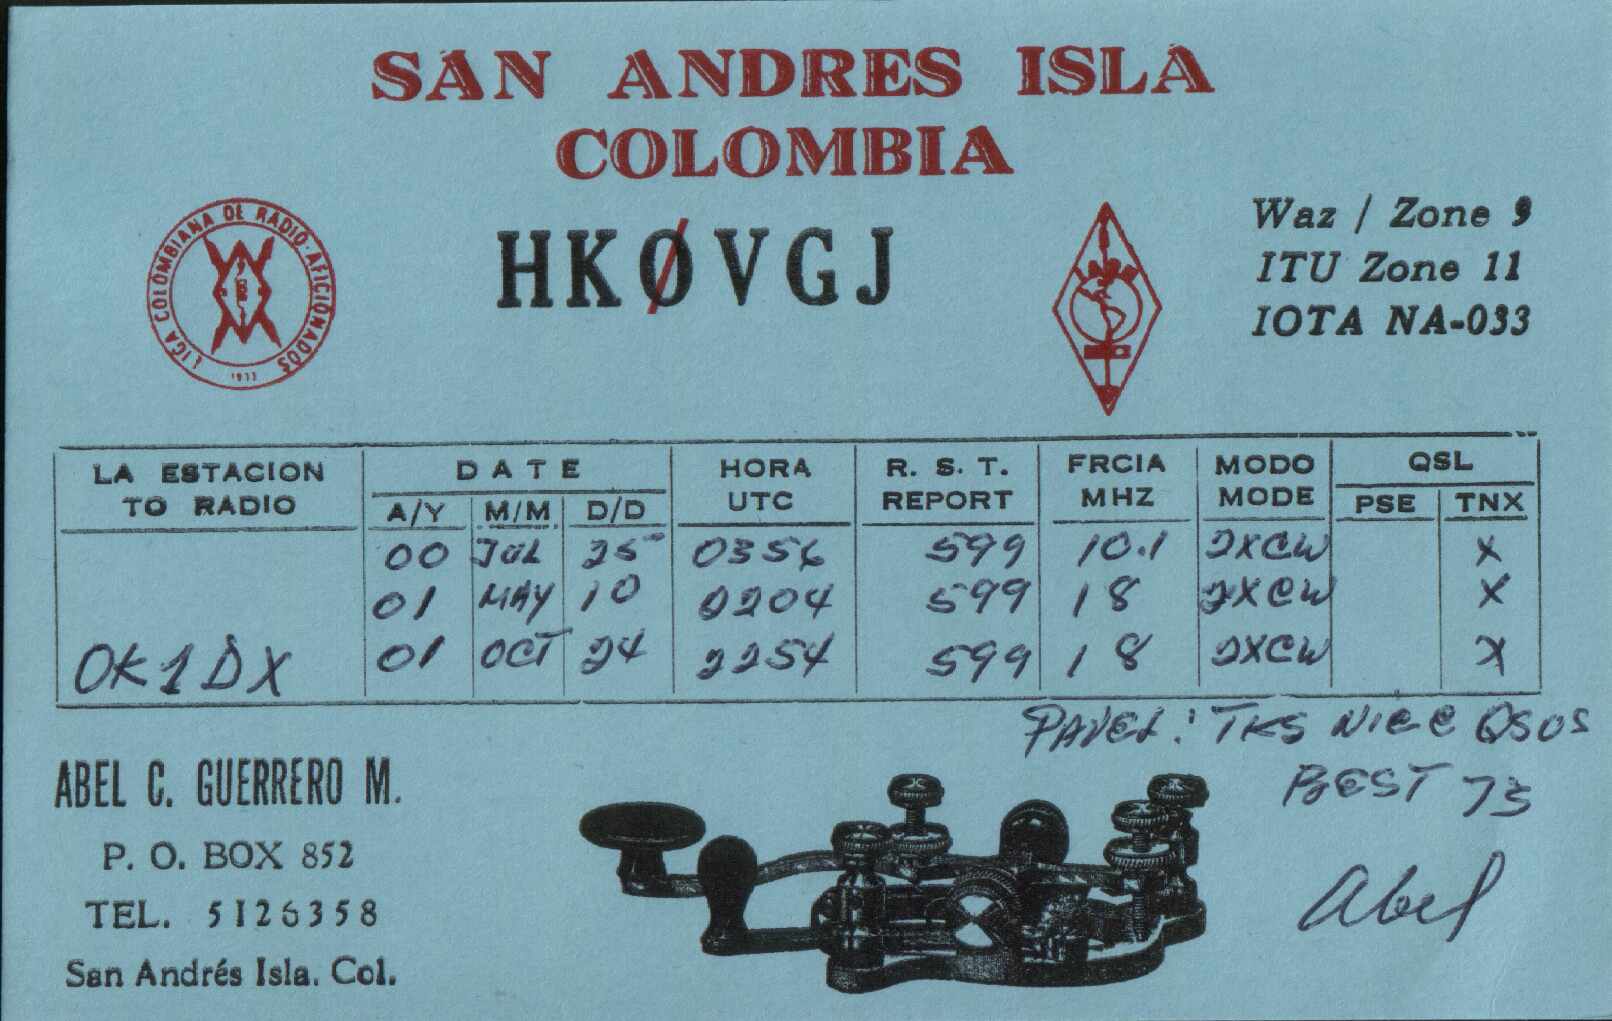 SAN ANDRES ISLA
COLOMBIA
HKØVGJ
LIGA COLOMBIANA DE RADIO-AFICIONADOS
IARU
Waz / Zone 9
ITU Zone 11
IOTA NA-033
LA ESTACION TO RADIO DATE HORA UTC R. S. T. REPORT FRCIA MHZ MODO MODE QSL
A/Y M/M D/D PSE TNX
00 JUL 25 0356 599 10.1 2XCW X
01 MAY 10 0204 599 18 2XCW X
OK1DX 01 OCT 24 2254 599 18 2XCW X
PAVEL: TKS NICE QSOS
BEST 73
Abel
ABEL C. GUERRERO M.
P. O. BOX 852
TEL. 5126358
San Andrés Isla. Col.